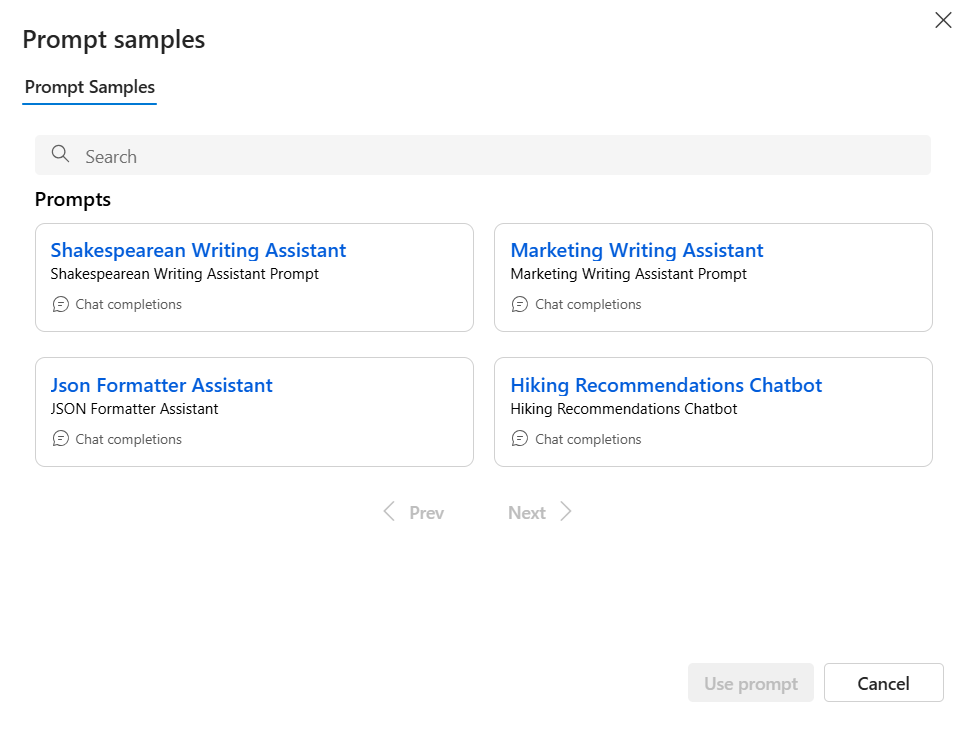 Prompt samples
Prompt Samples
Search
Prompts
Shakespearean Writing Assistant
Shakespearean Writing Assistant Prompt
Chat completions
Marketing Writing Assistant
Marketing Writing Assistant Prompt
Chat completions
Json Formatter Assistant
JSON Formatter Assistant
Chat completions
Hiking Recommendations Chatbot
Hiking Recommendations Chatbot
Chat completions
Prev
Next
Use prompt
Cancel